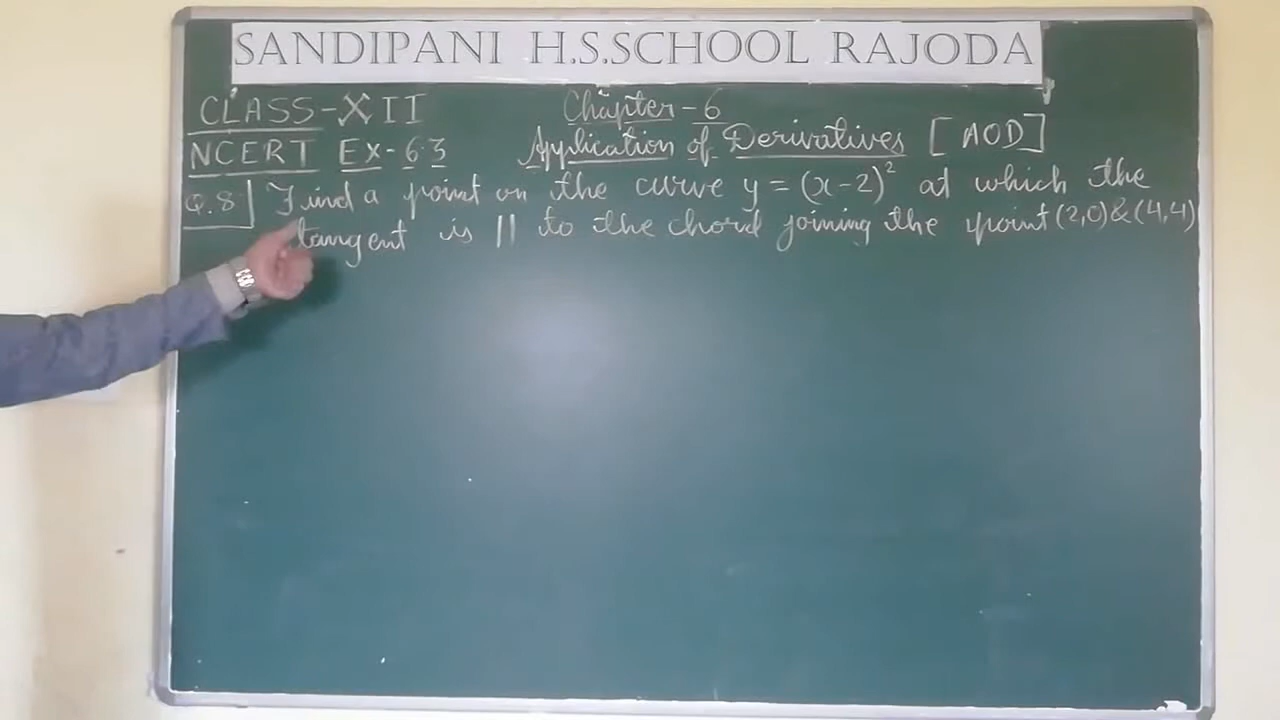 SANDIPANI H.S.SCHOOL RAJODA
CLASS-XII Chapter-6
NCERT Ex-6.3 Application of Derivatives [AOD]
Q.8 Find a point on the curve y = (x-2)² at which the
tangent is || to the chord joining the point (2,0)&(4,4)